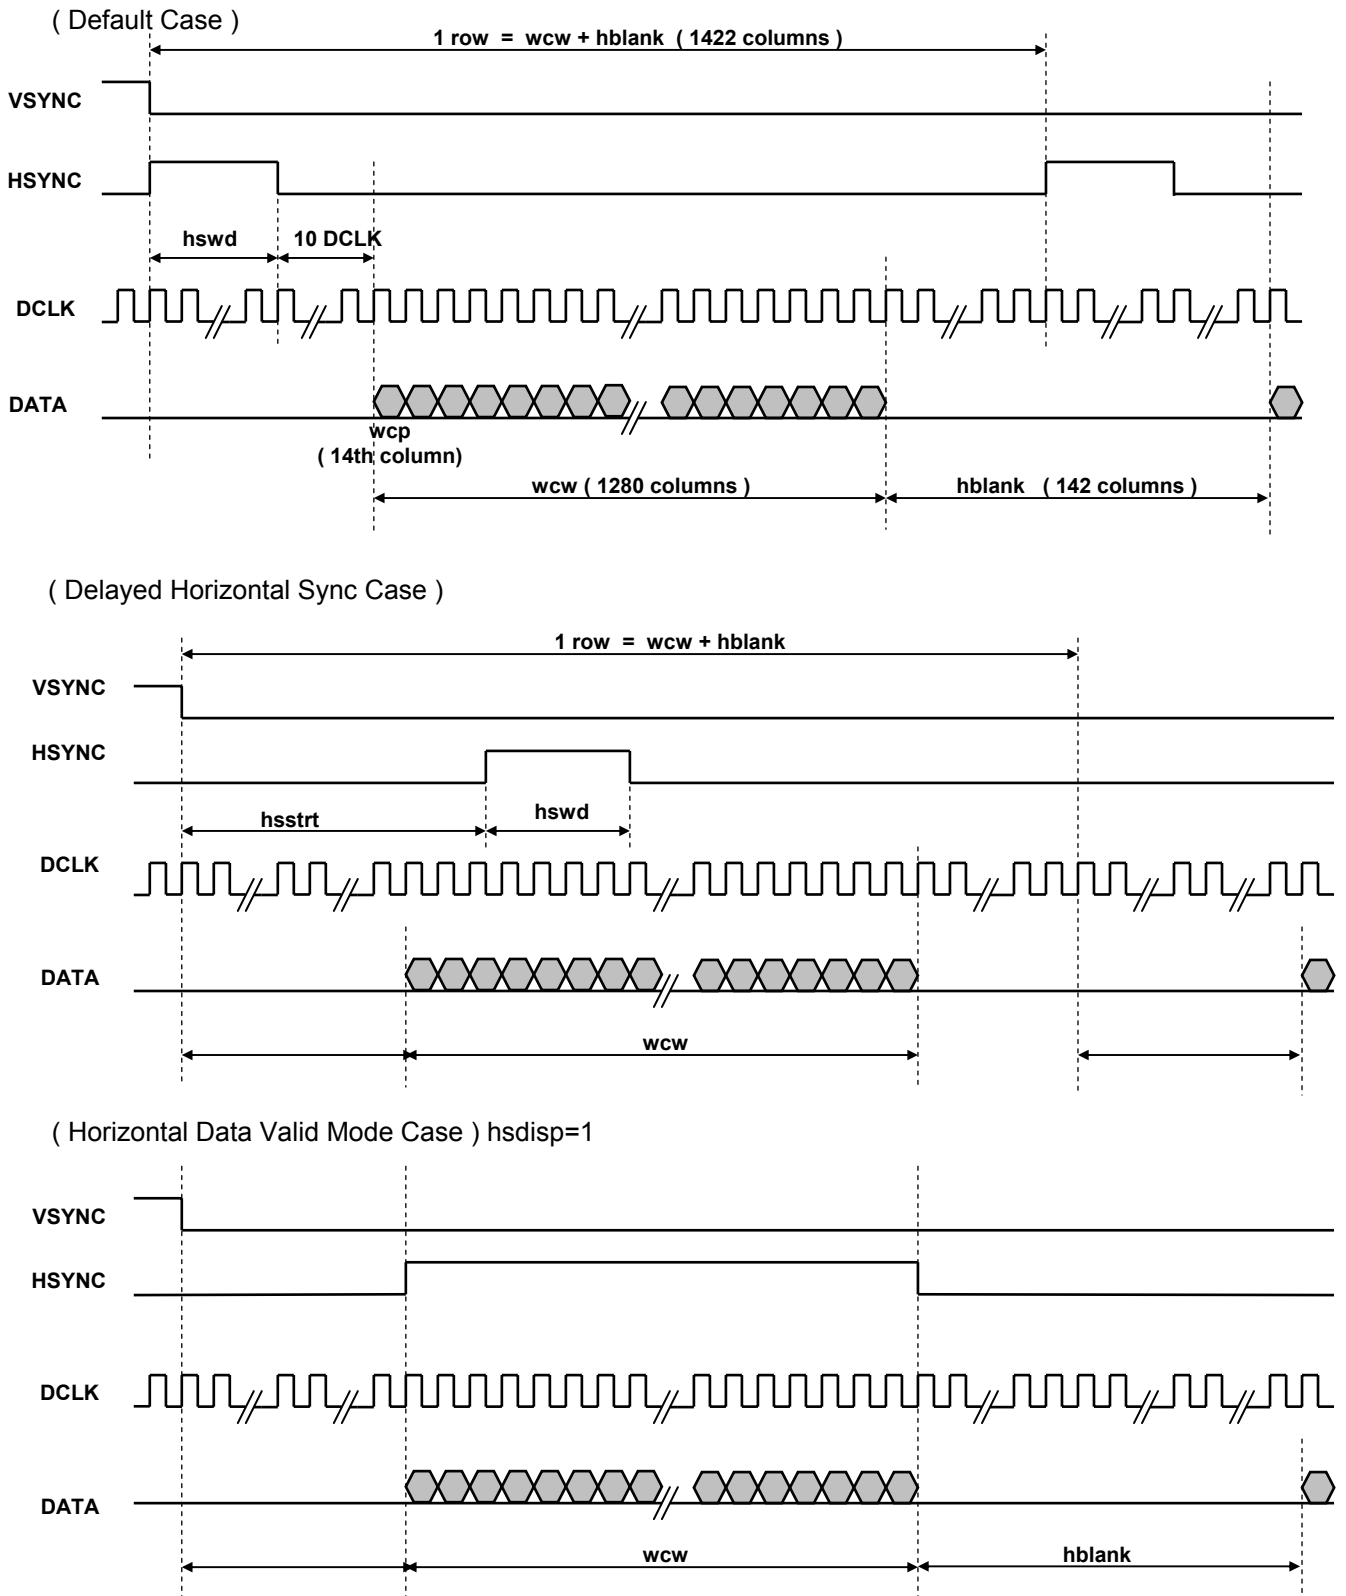 ( Default Case )
1 row = wcw + hblank ( 1422 columns )
VSYNC
HSYNC
hswd
10 DCLK
DCLK
DATA
wcp
( 14th column)
wcw ( 1280 columns )
hblank ( 142 columns )
( Delayed Horizontal Sync Case )
1 row = wcw + hblank
VSYNC
HSYNC
hsstrt
hswd
DCLK
DATA
wcw
( Horizontal Data Valid Mode Case ) hsdisp=1
VSYNC
HSYNC
DCLK
DATA
wcw
hblank